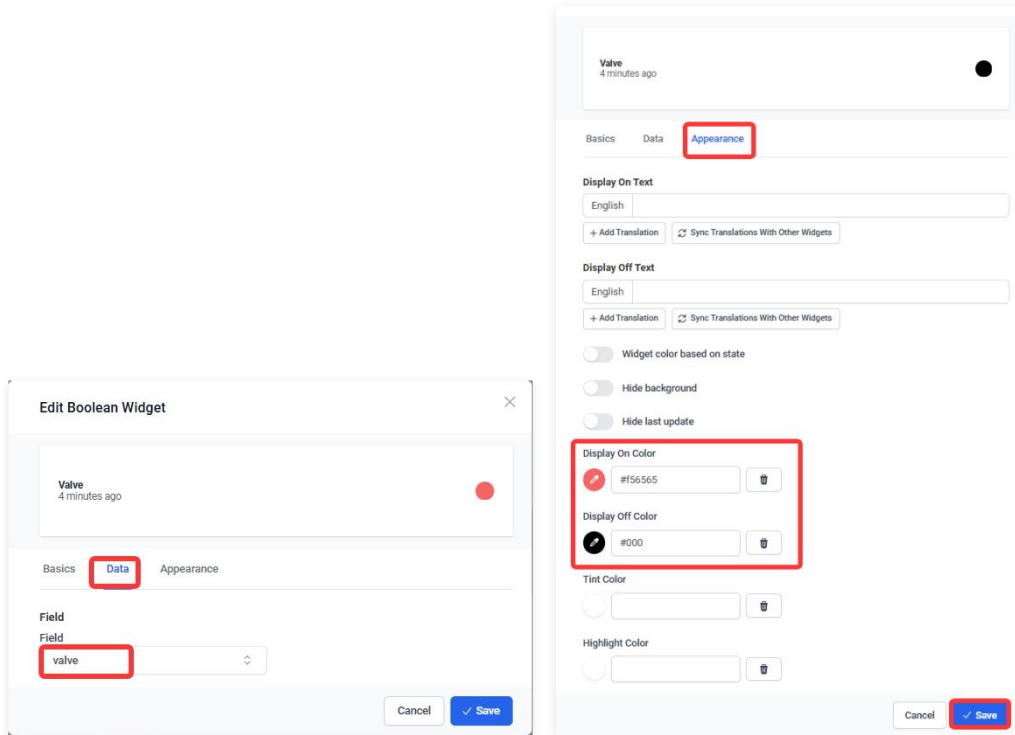 Edit Boolean Widget
Valve
4 minutes ago
Basics Data Appearance
Field
Field
valve
Cancel Save
Valve
4 minutes ago
Basics Data Appearance
Display On Text
English
+ Add Translation Sync Translations With Other Widgets
Display Off Text
English
+ Add Translation Sync Translations With Other Widgets
Widget color based on state
Hide background
Hide last update
Display On Color
#f56565
Display Off Color
#000
Tint Color
Highlight Color
Cancel Save